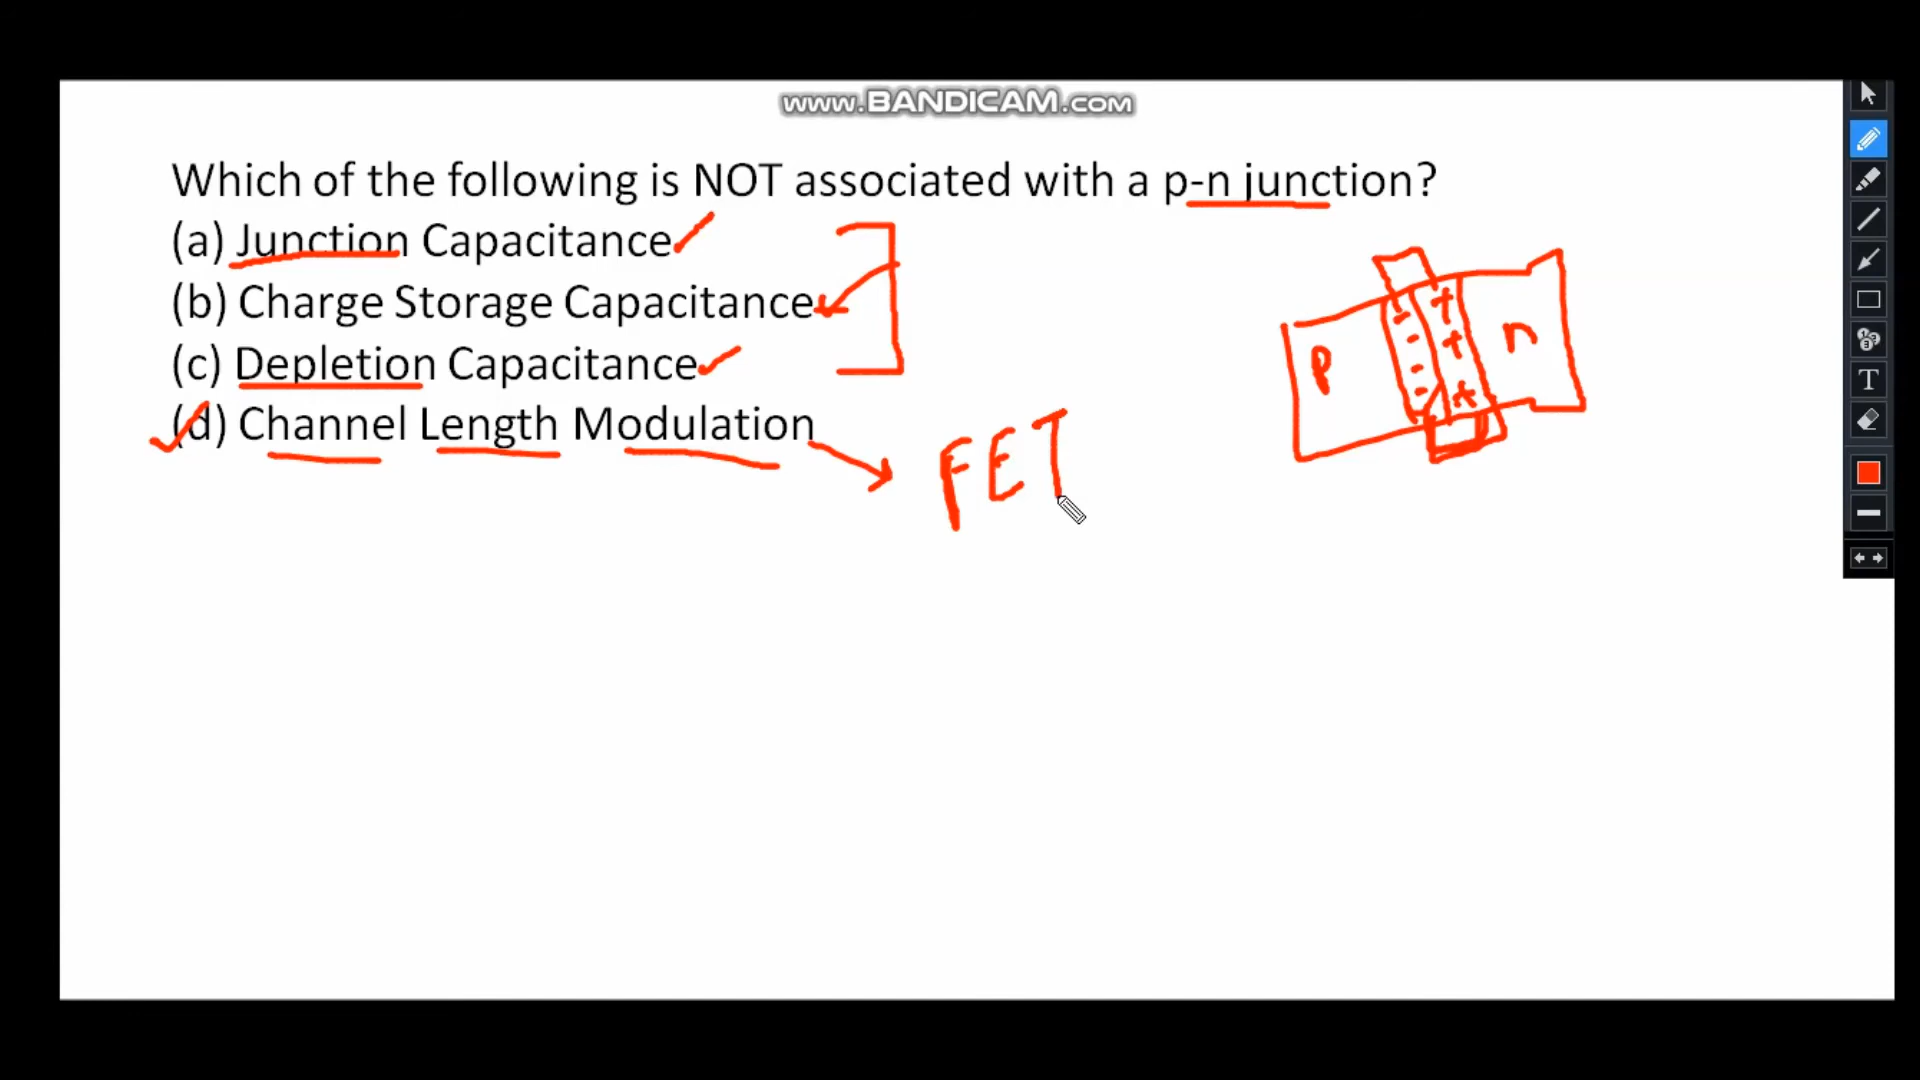 www.BANDICAM.com
Which of the following is NOT associated with a p-n junction?
(a) Junction Capacitance
(b) Charge Storage Capacitance
(c) Depletion Capacitance
(d) Channel Length Modulation
FET
P
- - - -
+ + +
n
T